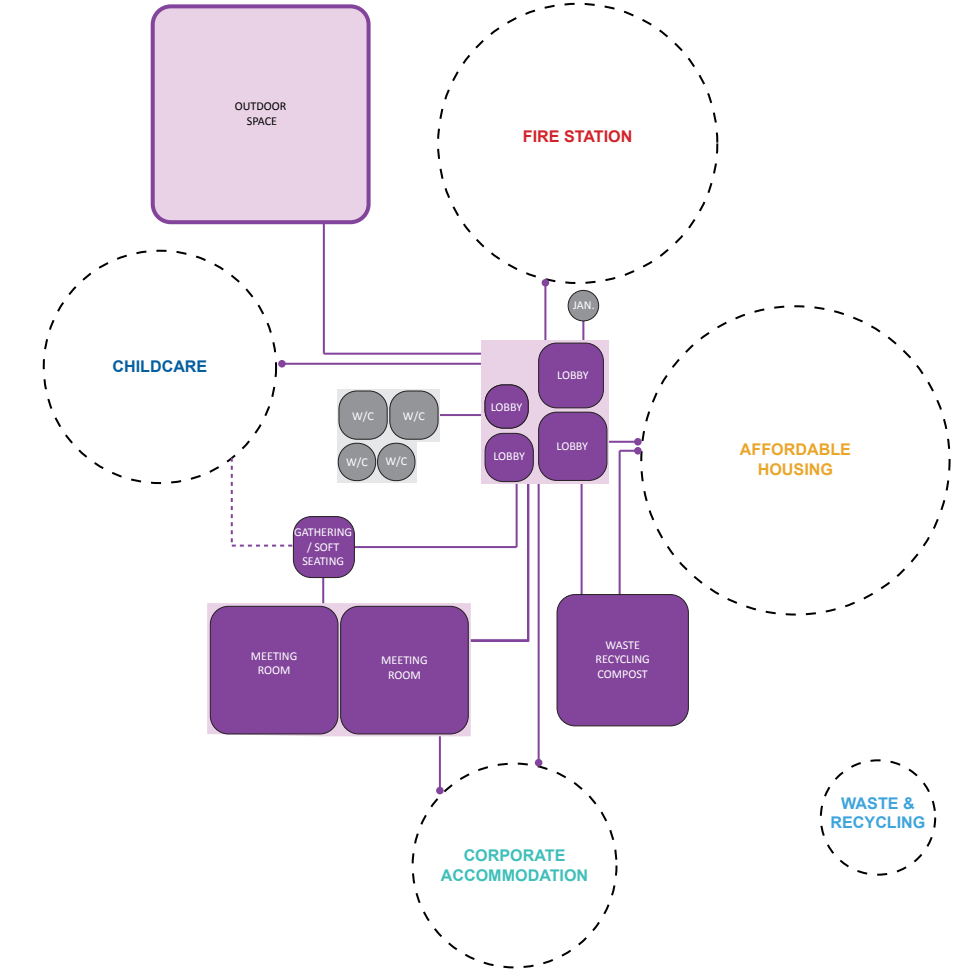 OUTDOOR
SPACE
FIRE STATION
JAN.
CHILDCARE
LOBBY
LOBBY
W/C
W/C
LOBBY
LOBBY
W/C
W/C
AFFORDABLE
HOUSING
GATHERING
/ SOFT
SEATING
MEETING
ROOM
MEETING
ROOM
WASTE
RECYCLING
COMPOST
WASTE &
RECYCLING
CORPORATE
ACCOMMODATION